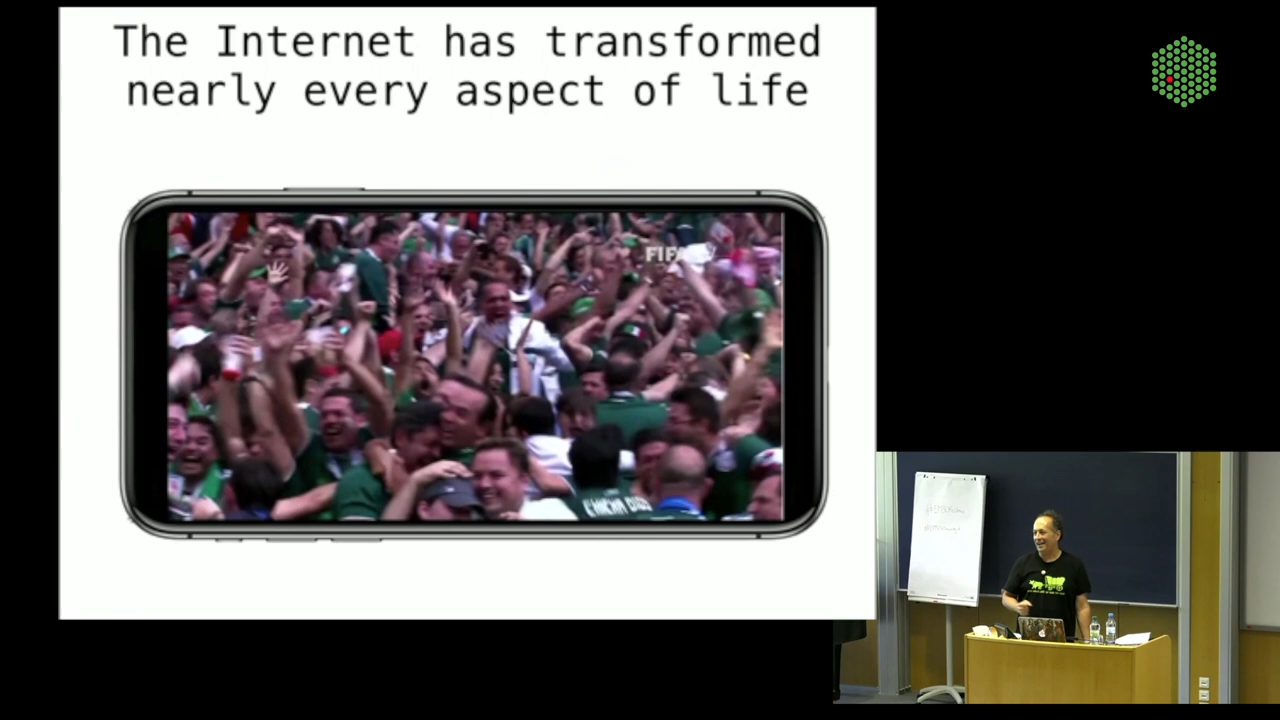 The Internet has transformed
nearly every aspect of life
FIFA